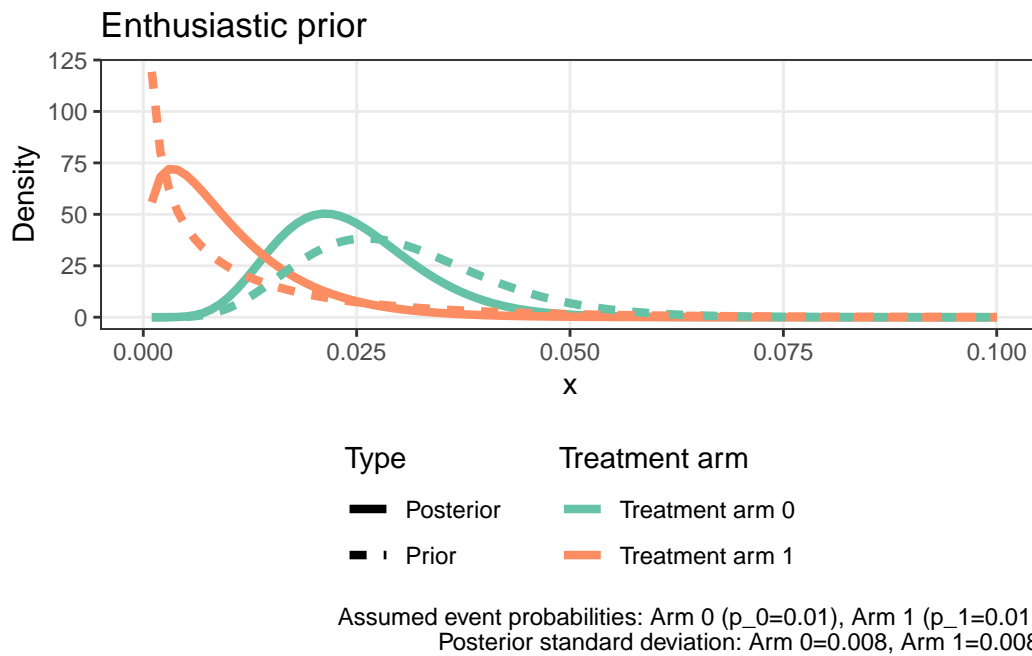 Enthusiastic prior
125
100
75
50
25
0
Density
0.000 0.025 0.050 0.075 0.100
x
Type Treatment arm
Posterior Treatment arm 0
Prior Treatment arm 1
Assumed event probabilities: Arm 0 (p_0=0.01), Arm 1 (p_1=0.01
Posterior standard deviation: Arm 0=0.008, Arm 1=0.008